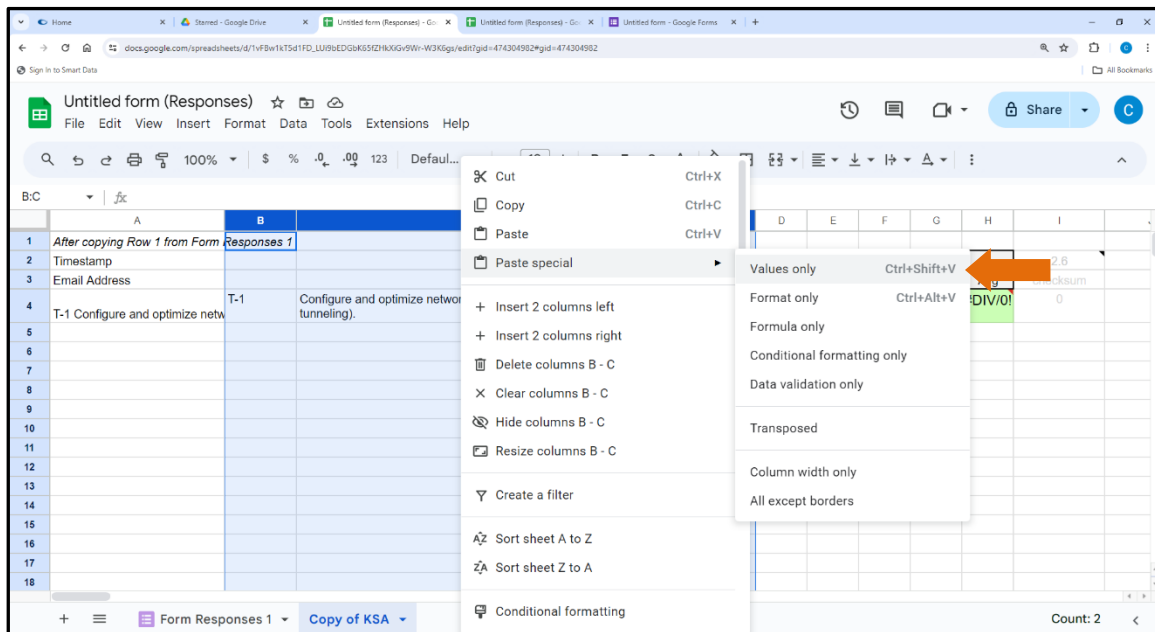 Home
Starred - Google Drive
Untitled form (Responses) - Go
Untitled form (Responses) - Go
Untitled form - Google Forms
docs.google.com/spreadsheets/d/1vFBw1kT5d1FD_LUi9bEDGbK65fZHkXiGv9Wr-W3K6gs/edit?gid=474304982#gid=474304982
C
Sign in to Smart Data
All Bookmarks
Untitled form (Responses)
File Edit View Insert Format Data Tools Extensions Help
Share
C
100% $ % .0 .00 123 Defaul...
B:C fx
A B D E F G H I
1 After copying Row 1 from Form Responses 1
2 Timestamp
3 Email Address
4 T-1 Configure and optimize netw T-1 Configure and optimize networ
tunneling).
#DIV/0! 0
5
6
7
8
9
10
11
12
13
14
15
16
17
18
Cut Ctrl+X
Copy Ctrl+C
Paste Ctrl+V
Paste special
Insert 2 columns left
Insert 2 columns right
Delete columns B - C
Clear columns B - C
Hide columns B - C
Resize columns B - C
Create a filter
Sort sheet A to Z
Sort sheet Z to A
Conditional formatting
Values only Ctrl+Shift+V
Format only Ctrl+Alt+V
Formula only
Conditional formatting only
Data validation only
Transposed
Column width only
All except borders
Form Responses 1 Copy of KSA Count: 2